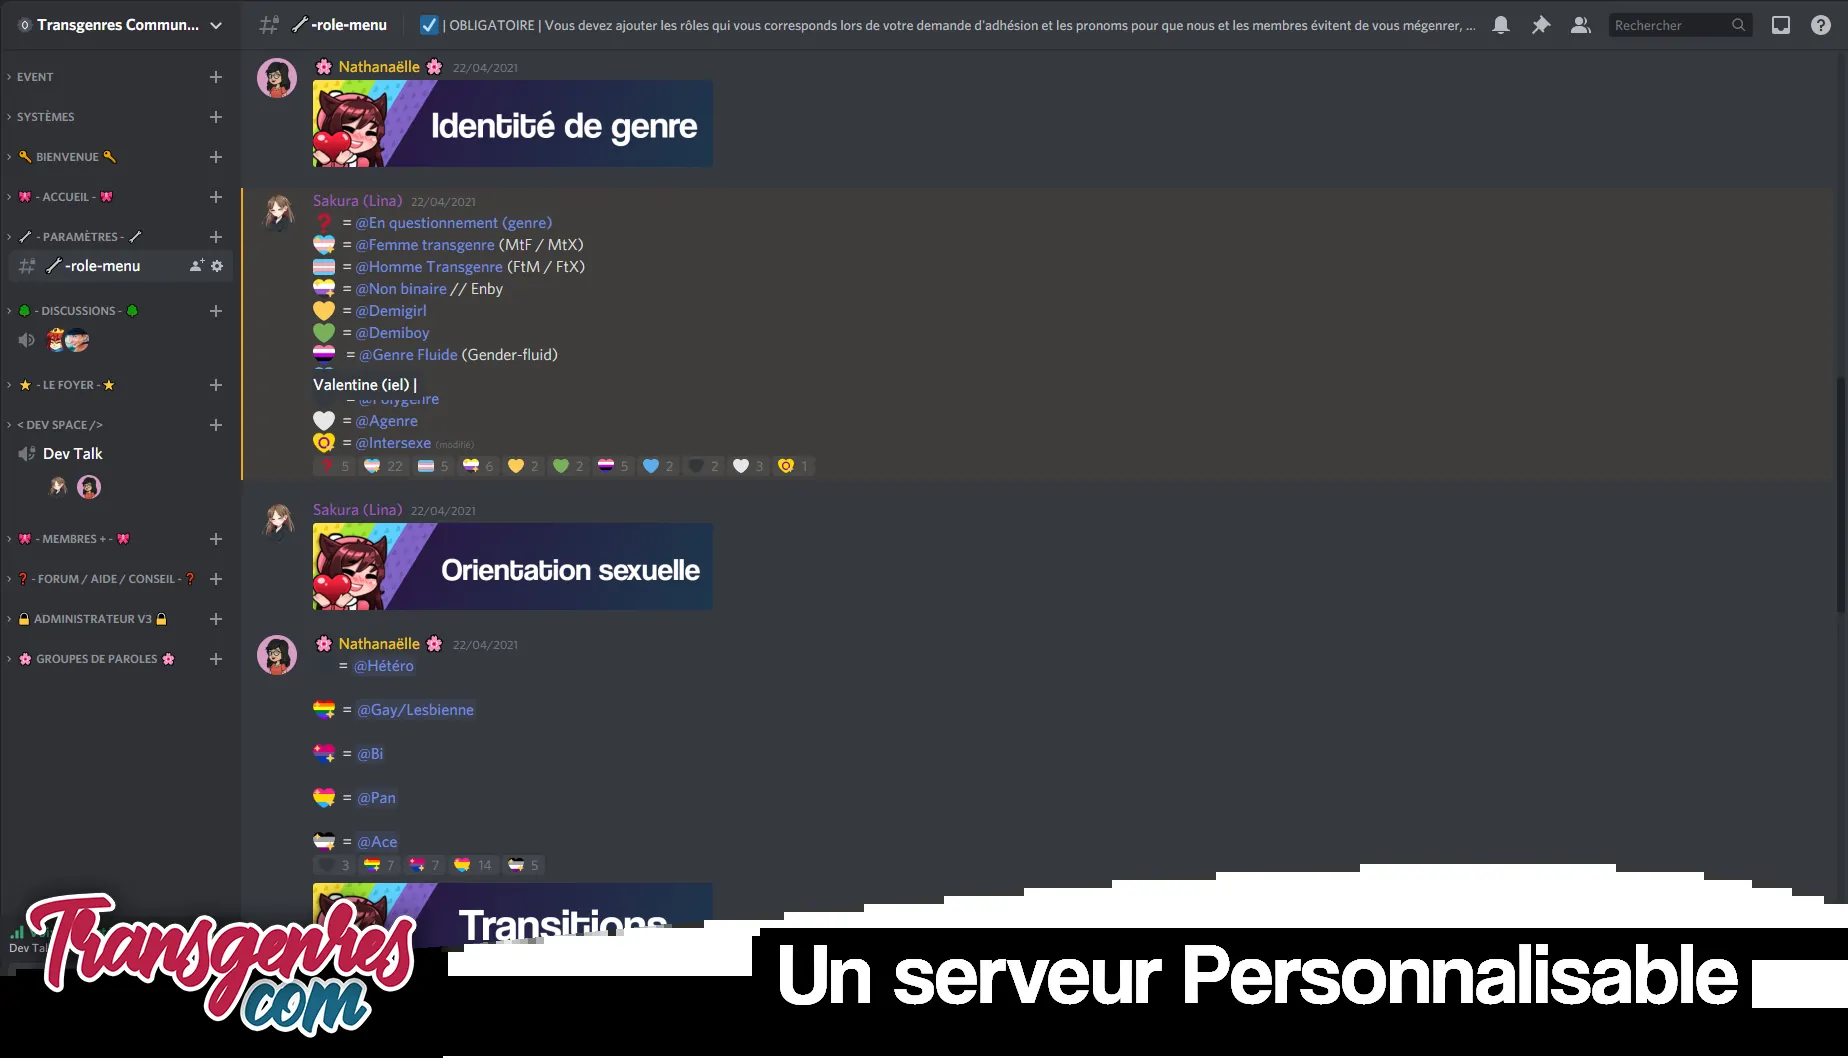 Transgenres Commun...
-role-menu
| OBLIGATOIRE | Vous devez ajouter les rôles qui vous corresponds lors de votre demande d'adhésion et les pronoms pour que nous et les membres évitent de vous mégenrer, ...
Rechercher
EVENT
SYSTÈMES
BIENVENUE
- ACCUEIL -
- PARAMÈTRES -
-role-menu
- DISCUSSIONS -
- LE FOYER -
< DEV SPACE />
Dev Talk
- MEMBRES + -
- FORUM / AIDE / CONSEIL -
ADMINISTRATEUR V3
GROUPES DE PAROLES
Nathanaëlle 22/04/2021
Identité de genre
Sakura (Lina) 22/04/2021
= @En questionnement (genre)
= @Femme transgenre (MtF / MtX)
= @Homme Transgenre (FtM / FtX)
= @Non binaire // Enby
= @Demigirl
= @Demiboy
= @Genre Fluide (Gender-fluid)
Valentine (iel) |
= @Polygenre
= @Agenre
= @Intersexe (modifié)
5 22 5 6 2 2 5 2 2 3 1
Sakura (Lina) 22/04/2021
Orientation sexuelle
Nathanaëlle 22/04/2021
= @Hétéro
= @Gay/Lesbienne
= @Bi
= @Pan
= @Ace
3 7 7 14 5
Transitions
Dev Tal
Transgenres
com
Un serveur Personnalisable